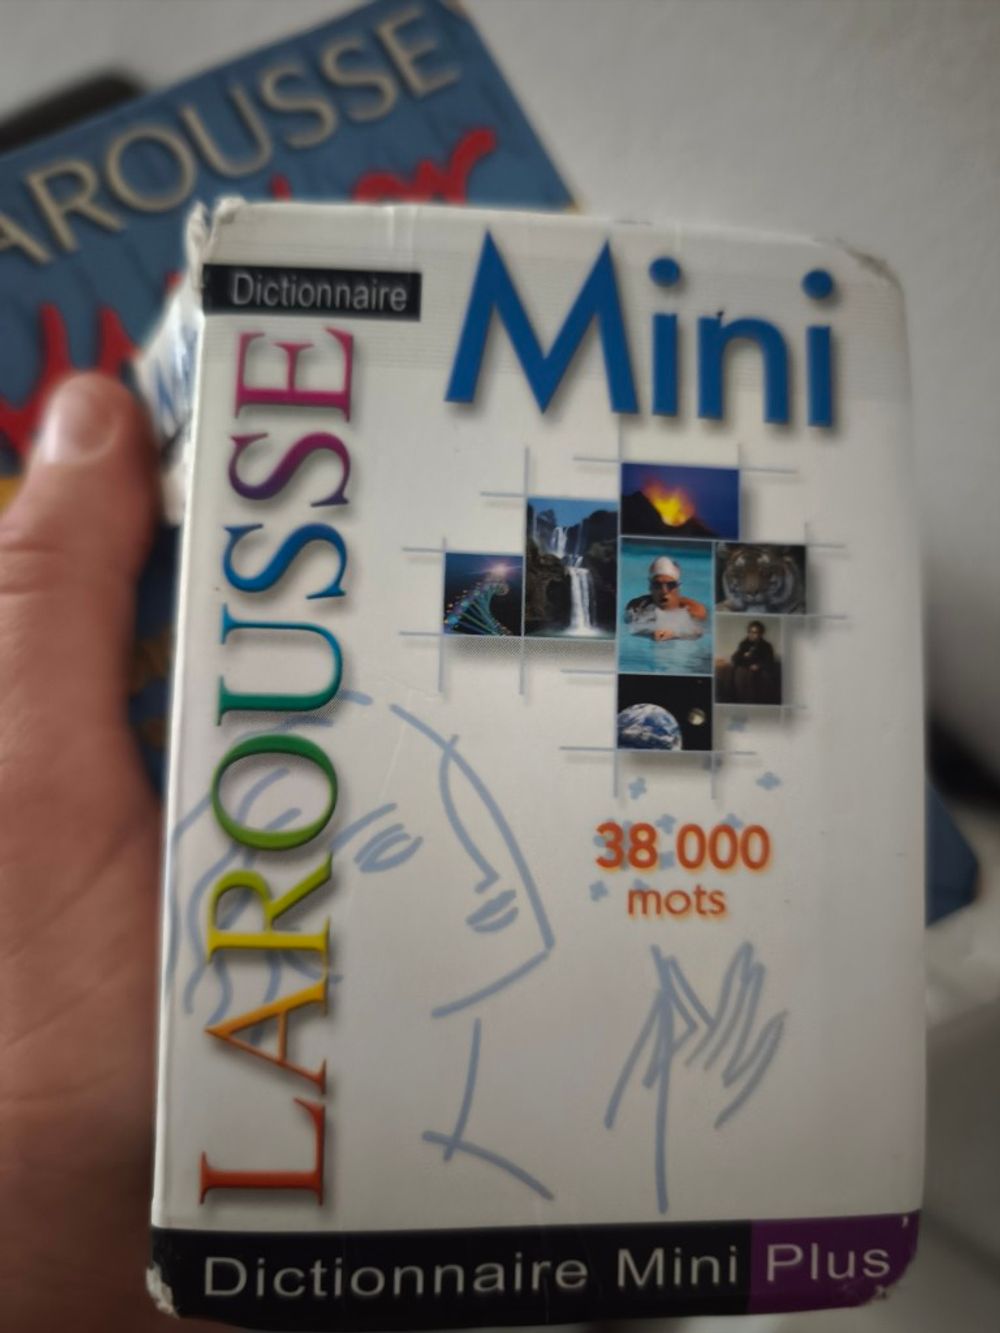 AROUSSE
Dictionnaire
Mini
LAROUSSE
38 000
mots
Dictionnaire Mini Plus